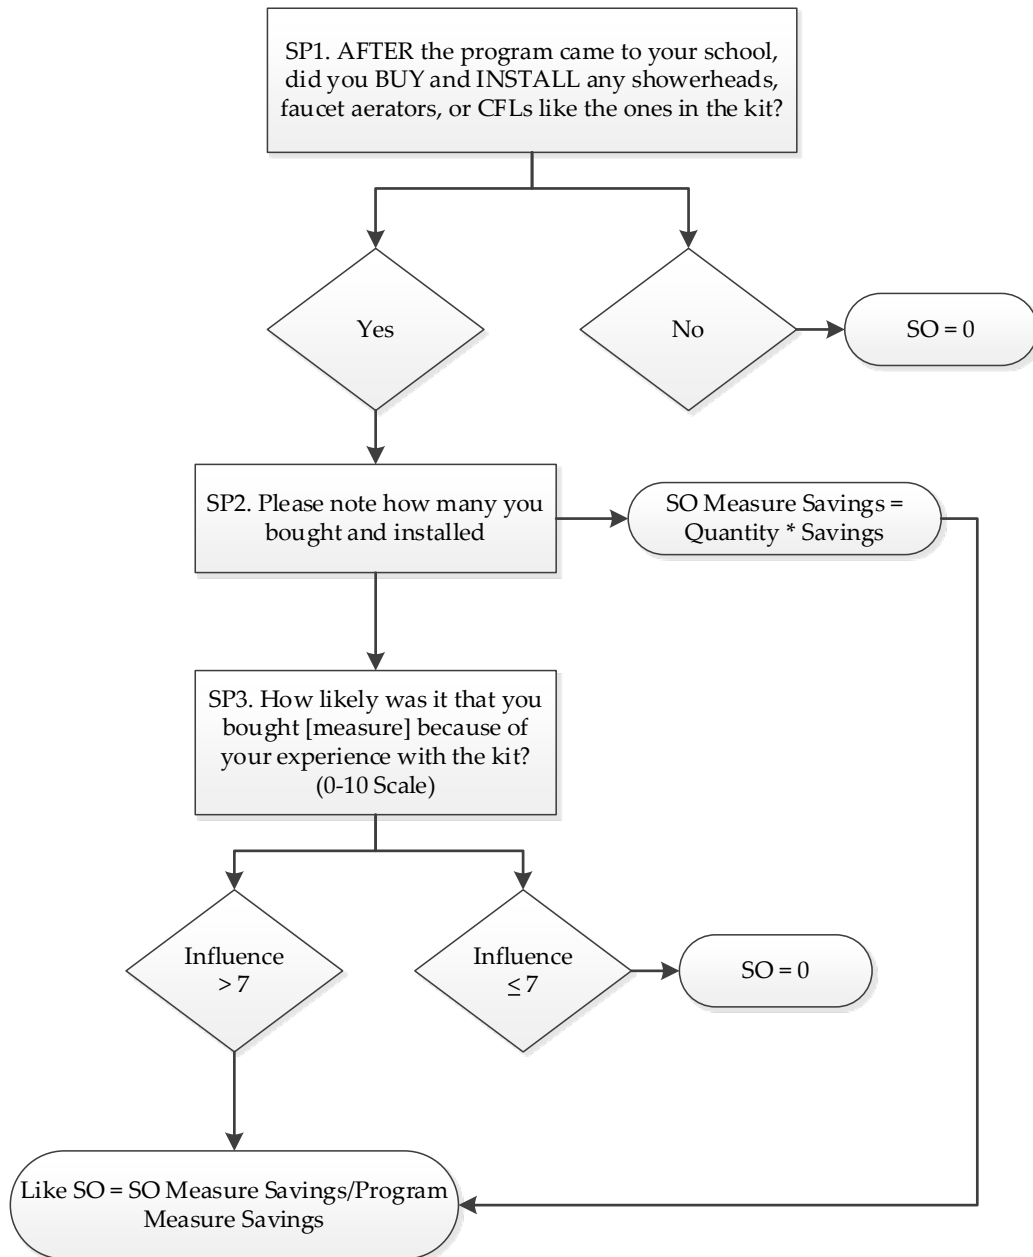 SP1. AFTER the program came to your school,
did you BUY and INSTALL any showerheads,
faucet aerators, or CFLs like the ones in the kit?
Yes
No
SO = 0
SP2. Please note how many you
bought and installed
SO Measure Savings =
Quantity * Savings
SP3. How likely was it that you
bought [measure] because of
your experience with the kit?
(0-10 Scale)
Influence
> 7
Influence
≤ 7
SO = 0
Like SO = SO Measure Savings/Program
Measure Savings